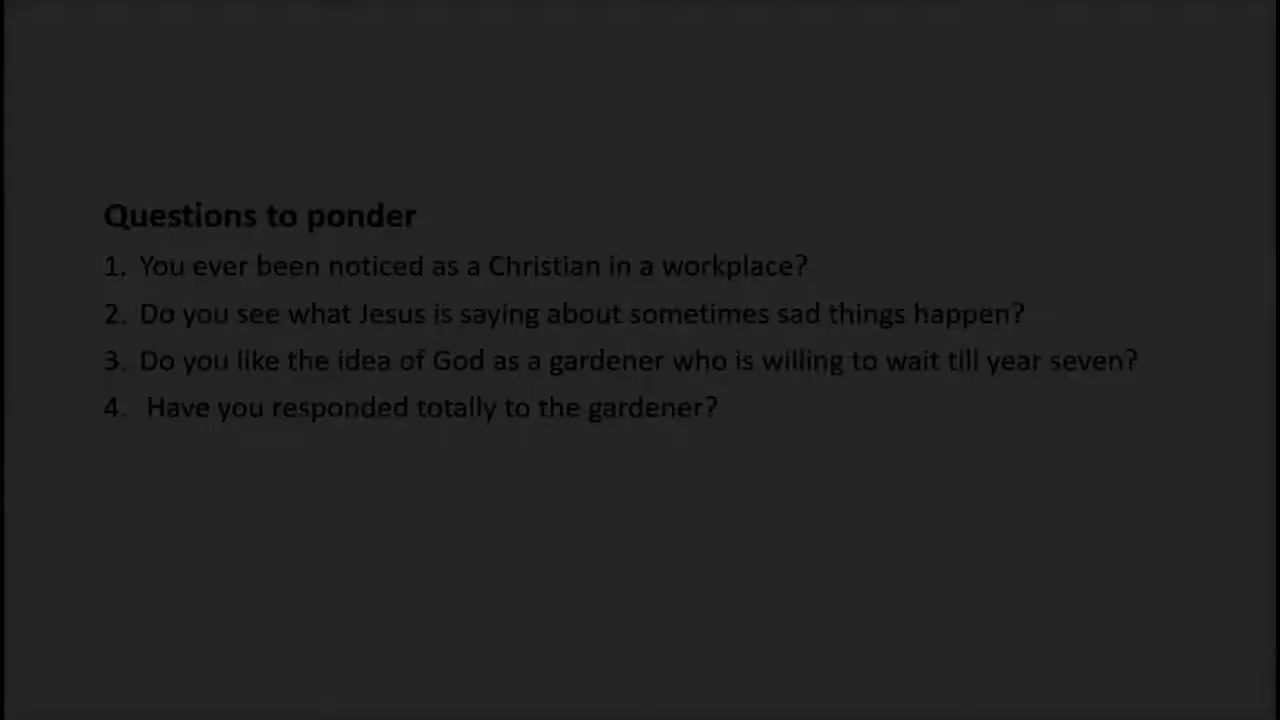 Questions to ponder
1. You ever been noticed as a Christian in a workplace?
2. Do you see what Jesus is saying about sometimes sad things happen?
3. Do you like the idea of God as a gardener who is willing to wait till year seven?
4. Have you responded totally to the gardener?